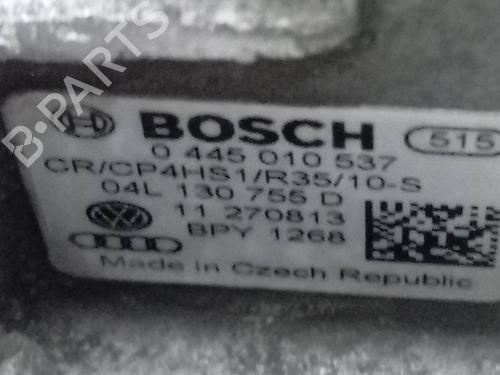 B-PARTS
BOSCH 515
0 445 010 537
CR/CP4HS1/R35/10-S
04L 130 755 D
11 270813
BPY 1268
Made in Czech Republic